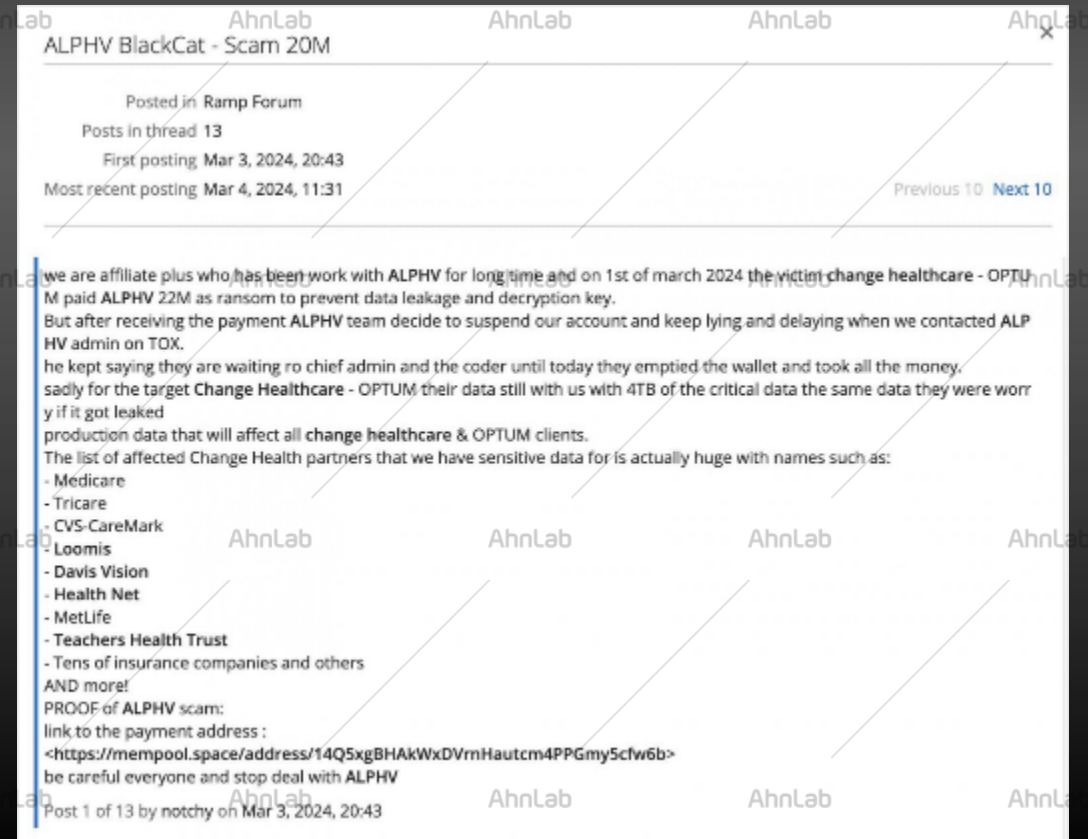 AhnLab AhnLab AhnLab AhnLab
ALPHV BlackCat - Scam 20M
Posted in Ramp Forum
Posts in thread 13
First posting Mar 3, 2024, 20:43
Most recent posting Mar 4, 2024, 11:31
Previous 10 Next 10
we are affiliate plus who has been work with ALPHV for long time and on 1st of march 2024 the victim change healthcare - OPTU
M paid ALPHV 22M as ransom to prevent data leakage and decryption key.
But after receiving the payment ALPHV team decide to suspend our account and keep lying and delaying when we contacted ALP
HV admin on TOX.
he kept saying they are waiting ro chief admin and the coder until today they emptied the wallet and took all the money.
sadly for the target Change Healthcare - OPTUM their data still with us with 4TB of the critical data the same data they were worr
y if it got leaked
production data that will affect all change healthcare & OPTUM clients.
The list of affected Change Health partners that we have sensitive data for is actually huge with names such as:
- Medicare
- Tricare
- CVS-CareMark
AhnLab AhnLab AhnLab
- Loomis
- Davis Vision
- Health Net
- MetLife
- Teachers Health Trust
- Tens of insurance companies and others
AND more!
PROOF of ALPHV scam:
link to the payment address :
<https://mempool.space/address/14Q5xgBHAkWxDVrnHautcm4PPGmy5cfw6b>
be careful everyone and stop deal with ALPHV
AhnLab AhnLab AhnLab
Post 1 of 13 by notchy on Mar 3, 2024, 20:43